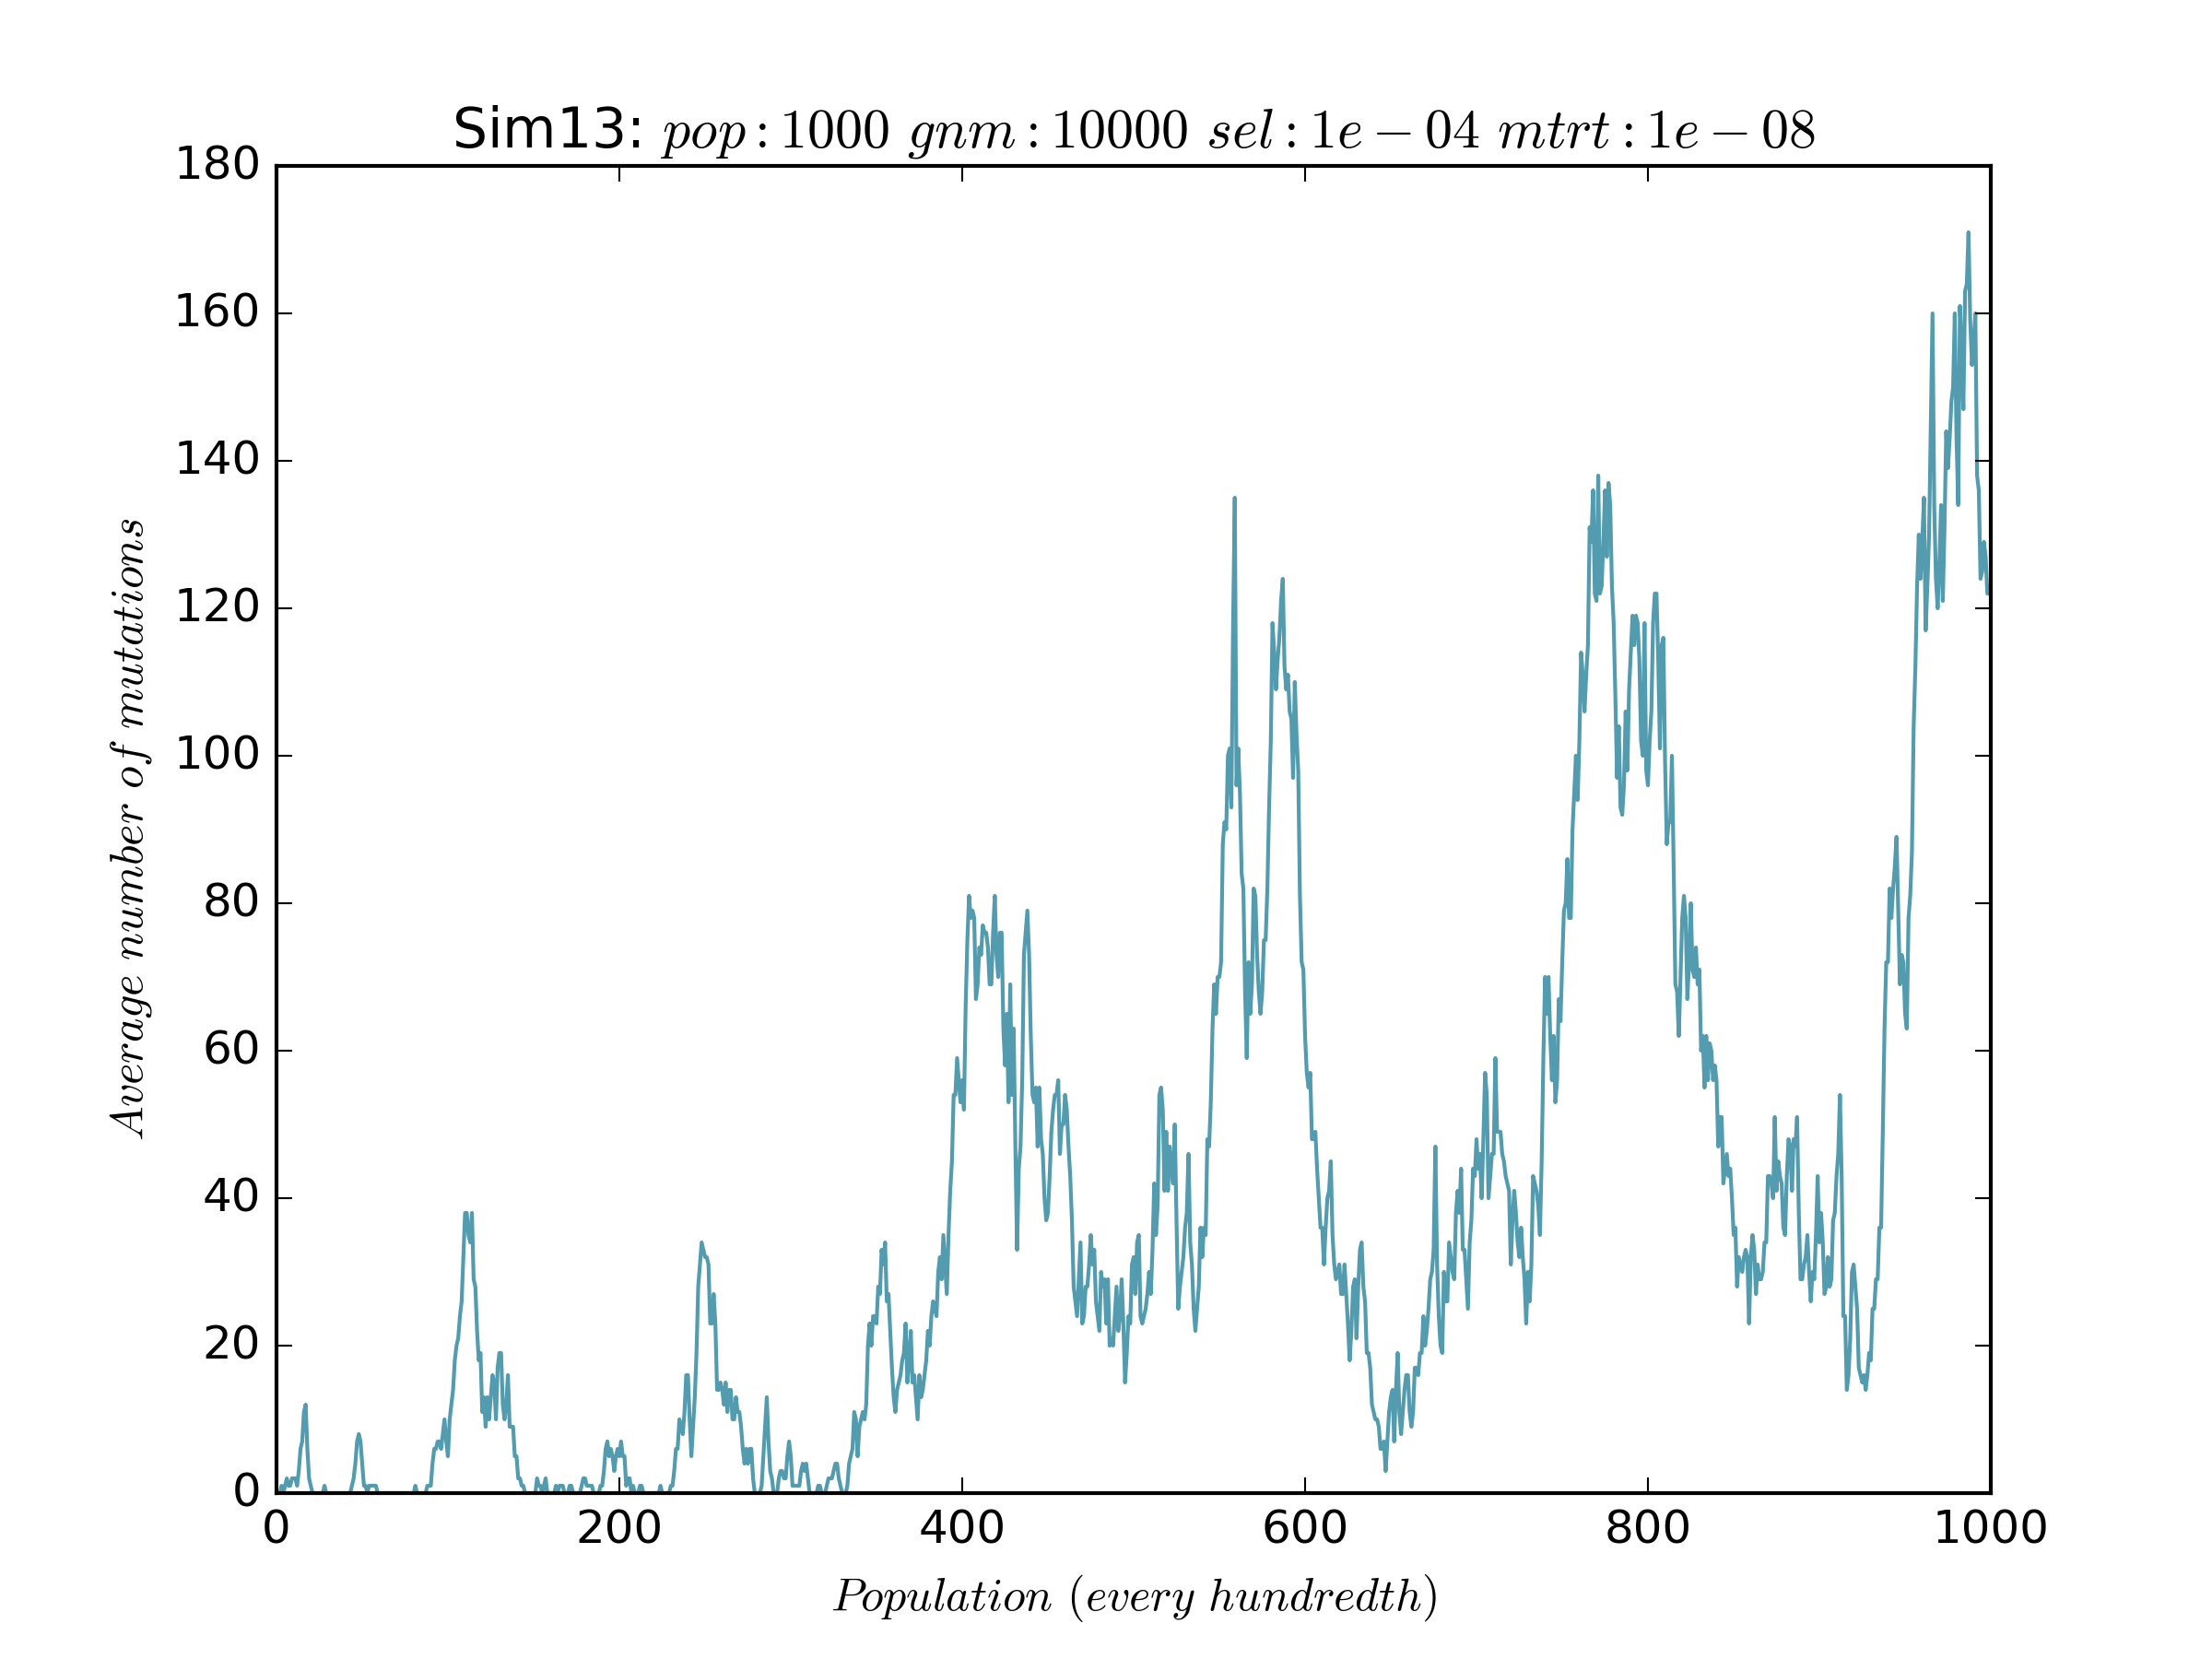 Sim13: pop : 1000 gnm : 10000 sel : 1e − 04 mtrt : 1e − 08
180
160
140
120
100
80
60
40
20
0
Average number of mutations
0 200 400 600 800 1000
Population (every hundredth)